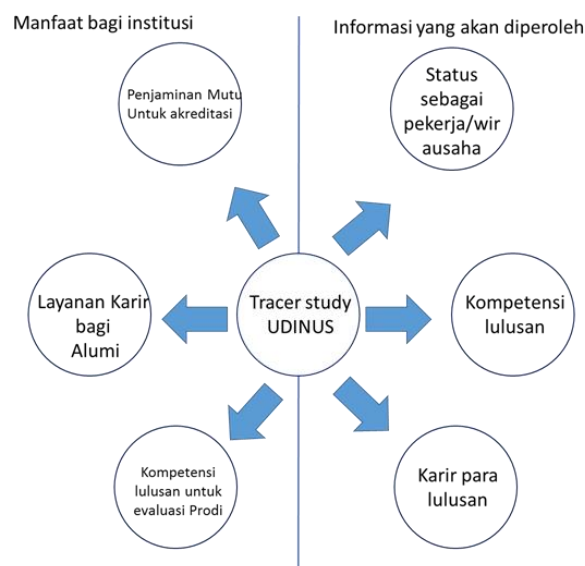 Manfaat bagi institusi
Informasi yang akan diperoleh
Penjaminan Mutu
Untuk akreditasi
Status
sebagai
pekerja/wir
ausaha
Layanan Karir
bagi
Alumi
Tracer study
UDINUS
Kompetensi
lulusan
Kompetensi
lulusan untuk
evaluasi Prodi
Karir para
lulusan